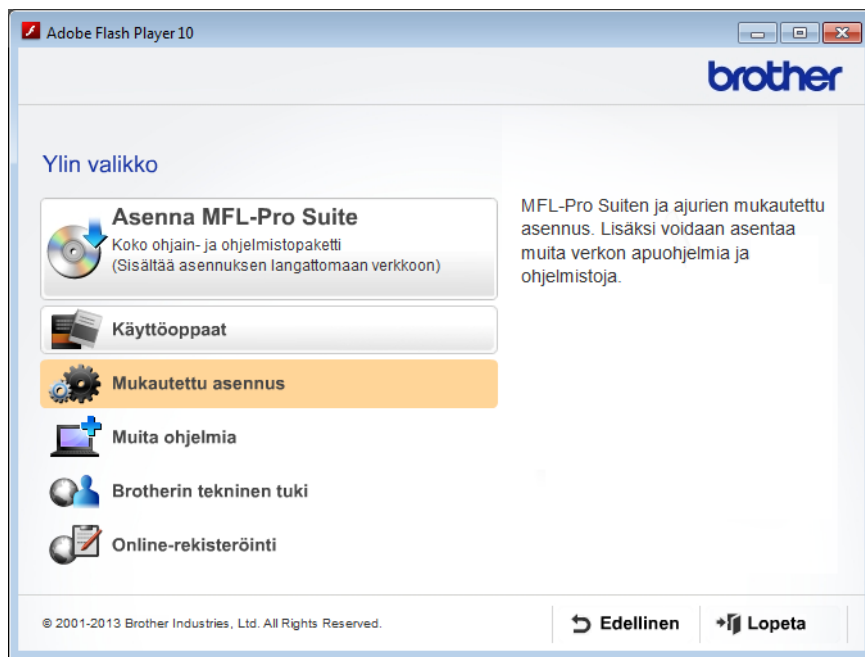 Adobe Flash Player 10
brother
Ylin valikko
Asenna MFL-Pro Suite
Koko ohjain- ja ohjelmistopaketti
(Sisältää asennuksen langattomaan verkkoon)
Käyttöoppaat
Mukautettu asennus
Muita ohjelmia
Brotherin tekninen tuki
Online-rekisteröinti
MFL-Pro Suiten ja ajurien mukautettu
asennus. Lisäksi voidaan asentaa
muita verkon apuohjelmia ja
ohjelmistoja.
© 2001-2013 Brother Industries, Ltd. All Rights Reserved.
Edellinen
Lopeta